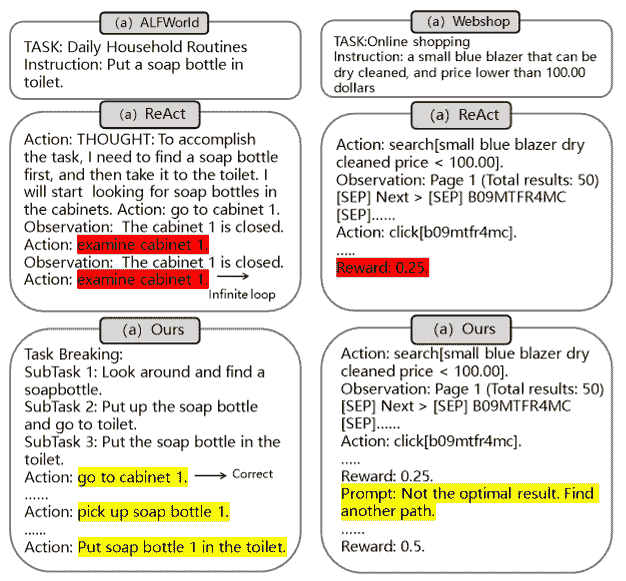 (a) ALFWorld
TASK: Daily Household Routines
Instruction: Put a soap bottle in
toilet.
(a) ReAct
Action: THOUGHT: To accomplish
the task, I need to find a soap bottle
first, and then take it to the toilet. I
will start looking for soap bottles in
the cabinets. Action: go to cabinet 1.
Observation: The cabinet 1 is closed.
Action: examine cabinet 1.
Observation: The cabinet 1 is closed.
Action: examine cabinet 1.
Infinite loop
(a) Ours
Task Breaking:
SubTask 1: Look around and find a
soapbottle.
SubTask 2: Put up the soap bottle
and go to toilet.
SubTask 3: Put the soap bottle in the
toilet.
Action: go to cabinet 1. Correct
......
Action: pick up soap bottle 1.
......
Action: Put soap bottle 1 in the toilet.
(a) Webshop
TASK:Online shopping
Instruction: a small blue blazer that can be
dry cleaned, and price lower than 100.00
dollars
(a) ReAct
Action: search[small blue blazer dry
cleaned price < 100.00].
Observation: Page 1 (Total results: 50)
[SEP] Next > [SEP] B09MTFR4MC
[SEP]......
Action: click[b09mtfr4mc].
.....
Reward: 0.25.
(a) Ours
Action: search[small blue blazer dry
cleaned price < 100.00].
Observation: Page 1 (Total results: 50)
[SEP] Next > [SEP] B09MTFR4MC
[SEP]......
Action: click[b09mtfr4mc].
.....
Reward: 0.25.
Prompt: Not the optimal result. Find
another path.
......
Reward: 0.5.